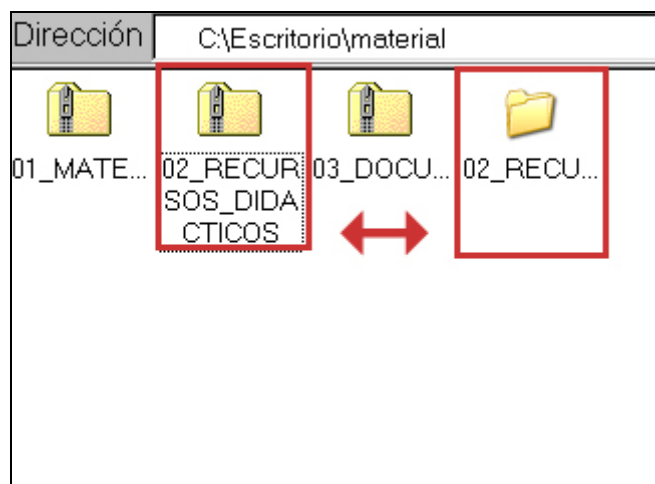 Dirección C:\Escritorio\material
01_MATE... 02_RECUR 03_DOCU... 02_RECU...
SOS_DIDA
CTICOS